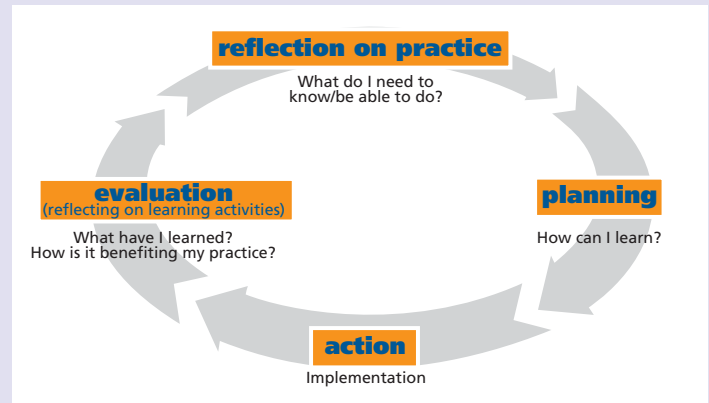 reflection on practice
What do I need to
know/be able to do?
planning
How can I learn?
action
Implementation
evaluation
(reflecting on learning activities)
What have I learned?
How is it benefiting my practice?